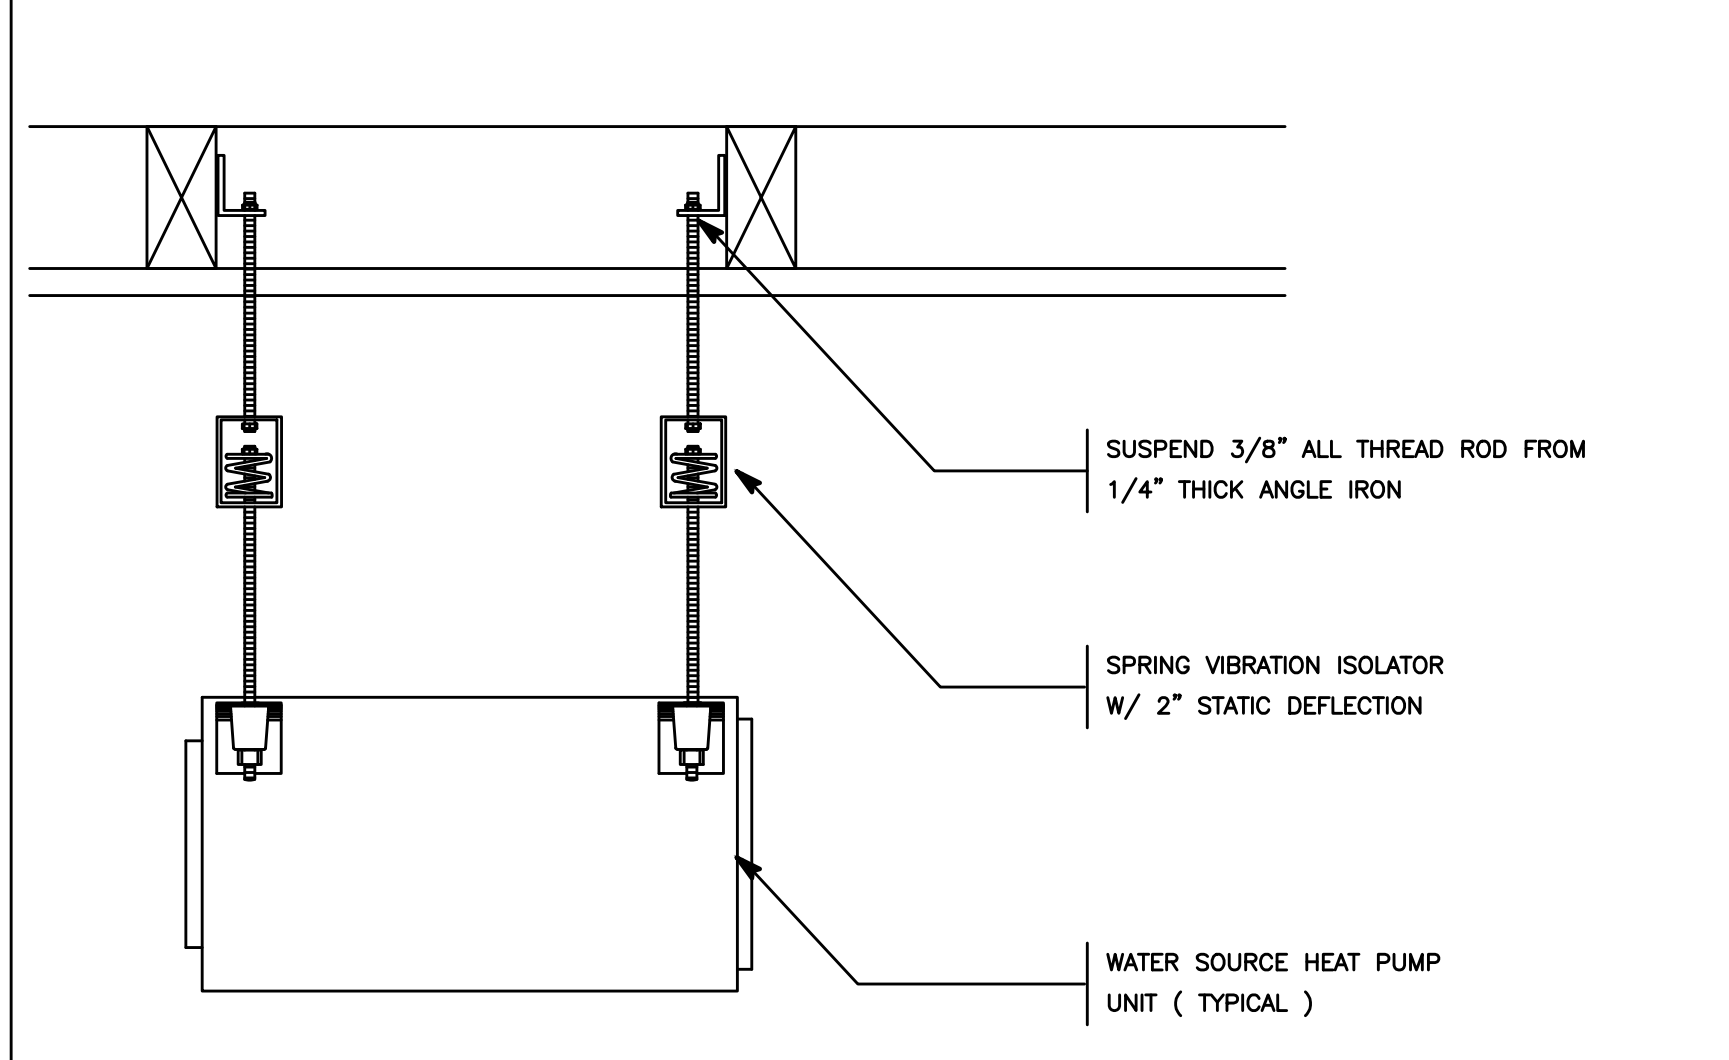 SUSPEND 3/8" ALL THREAD ROD FROM
1/4" THICK ANGLE IRON
SPRING VIBRATION ISOLATOR
W/ 2" STATIC DEFLECTION
WATER SOURCE HEAT PUMP
UNIT ( TYPICAL )